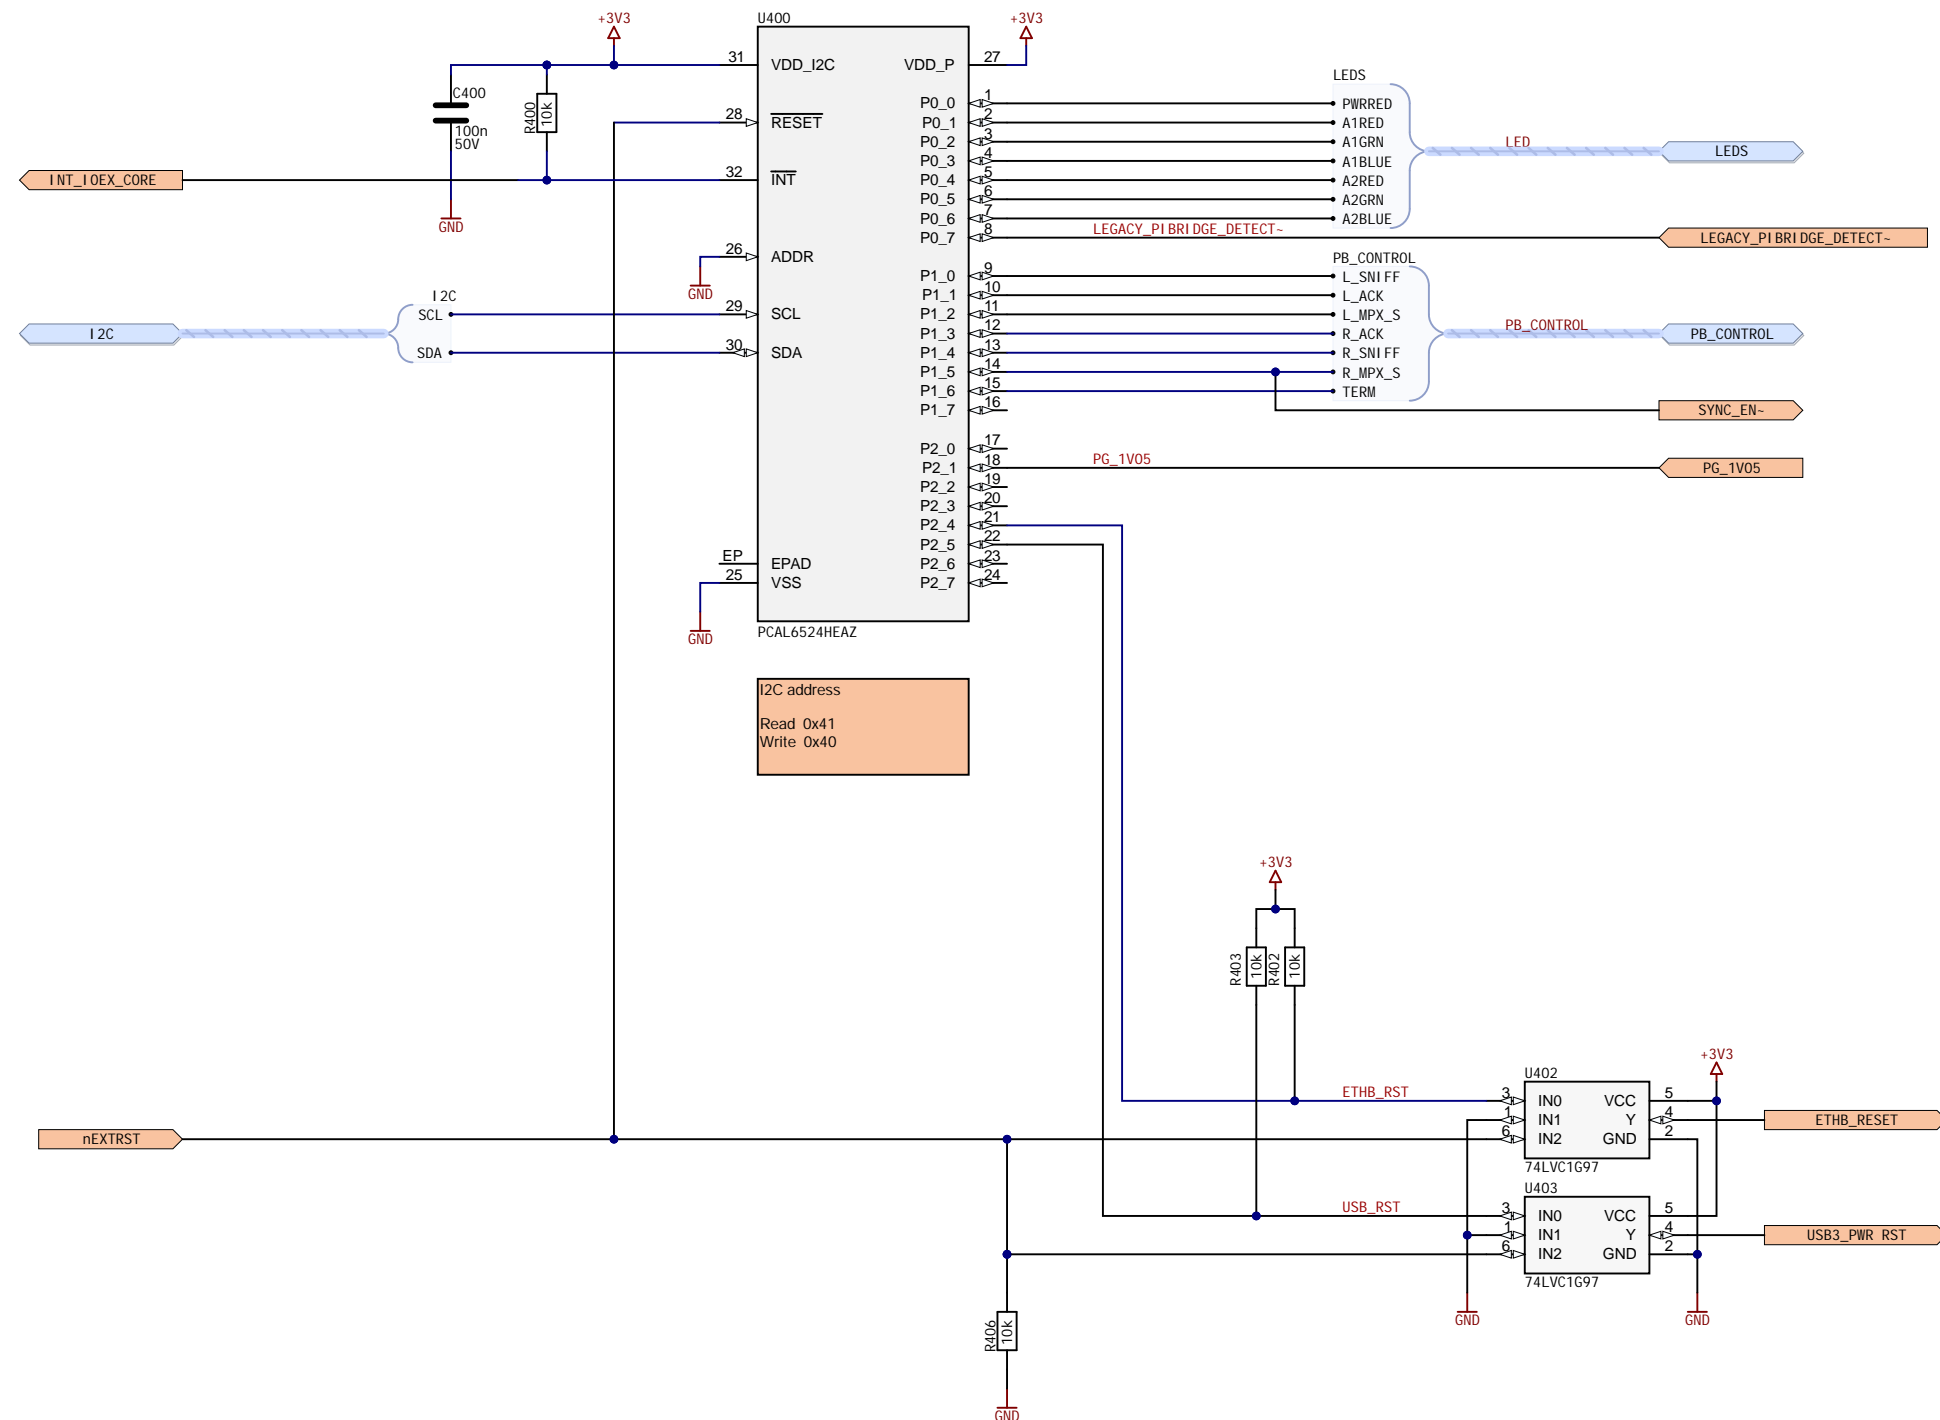 +3V3
U400
+3V3
31
VDD_I2C
VDD_P
27
C400
100n
50V
R400
10k
28
RESET
INT_IOEX_CORE
32
INT
GND
26
ADDR
GND
I2C
I2C
SCL
29
SCL
SDA
30
SDA
EP
EPAD
25
VSS
GND
P0_0
1
P0_1
2
P0_2
3
P0_3
4
P0_4
5
P0_5
6
P0_6
7
P0_7
8
P1_0
9
P1_1
10
P1_2
11
P1_3
12
P1_4
13
P1_5
14
P1_6
15
P1_7
16
P2_0
17
P2_1
18
P2_2
19
P2_3
20
P2_4
21
P2_5
22
P2_6
23
P2_7
24
PCAL6524HEAZ
LEDS
PWRRED
A1RED
A1GRN
A1BLUE
A2RED
A2GRN
A2BLUE
LED
LEDS
LEGACY_PIBRIDGE_DETECT~
LEGACY_PIBRIDGE_DETECT~
PB_CONTROL
L_SNIFF
L_ACK
L_MPX_S
R_ACK
R_SNIFF
R_MPX_S
TERM
PB_CONTROL
PB_CONTROL
SYNC_EN~
PG_1V05
PG_1V05
I2C address
Read 0x41
Write 0x40
+3V3
R403
10k
R402
10k
+3V3
U402
ETHB_RST
3
IN0
VCC
5
1
IN1
Y
4
ETHB_RESET
nEXTRST
6
IN2
GND
2
74LVC1G97
U403
USB_RST
3
IN0
VCC
5
1
IN1
Y
4
USB3_PWR RST
6
IN2
GND
2
74LVC1G97
GND
GND
R406
10k
GND